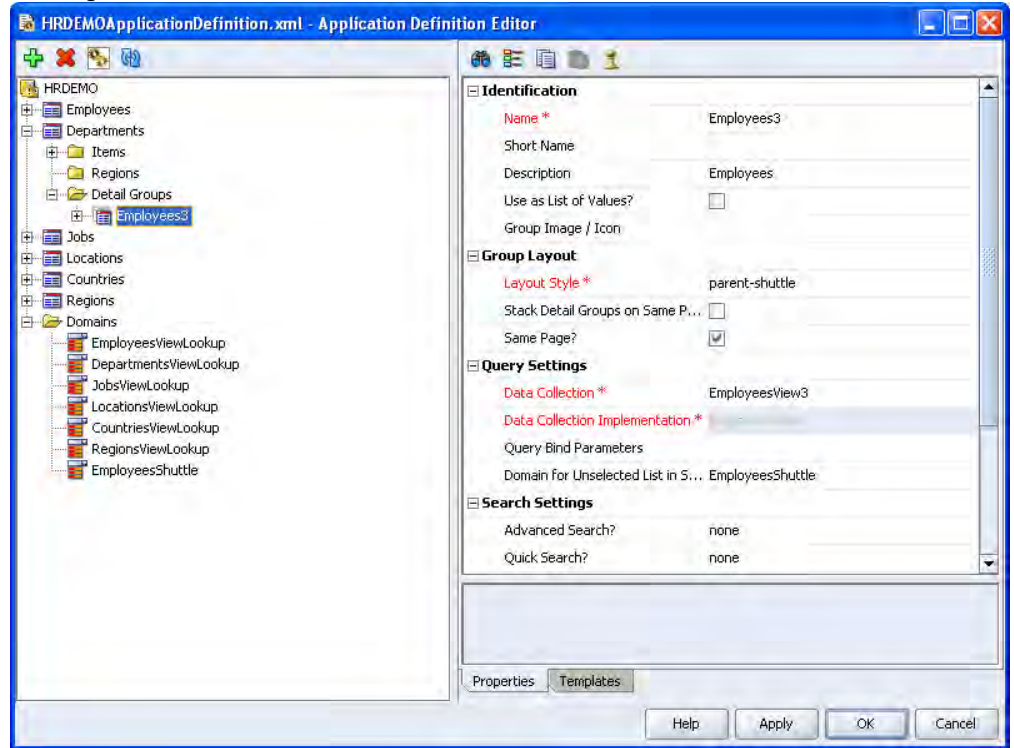 HRDEMOApplicationDefinition.xml - Application Definition Editor
HRDEMO
Employees
Departments
Items
Regions
Detail Groups
Employees3
Jobs
Locations
Countries
Regions
Domains
EmployeesViewLookup
DepartmentsViewLookup
JobsViewLookup
LocationsViewLookup
CountriesViewLookup
RegionsViewLookup
EmployeesShuttle
Identification
Name * Employees3
Short Name
Description Employees
Use as List of Values?
Group Image / Icon
Group Layout
Layout Style * parent-shuttle
Stack Detail Groups on Same P...
Same Page?
Query Settings
Data Collection * EmployeesView3
Data Collection Implementation *
Query Bind Parameters
Domain for Unselected List in S... EmployeesShuttle
Search Settings
Advanced Search? none
Quick Search? none
Properties Templates
Help Apply OK Cancel